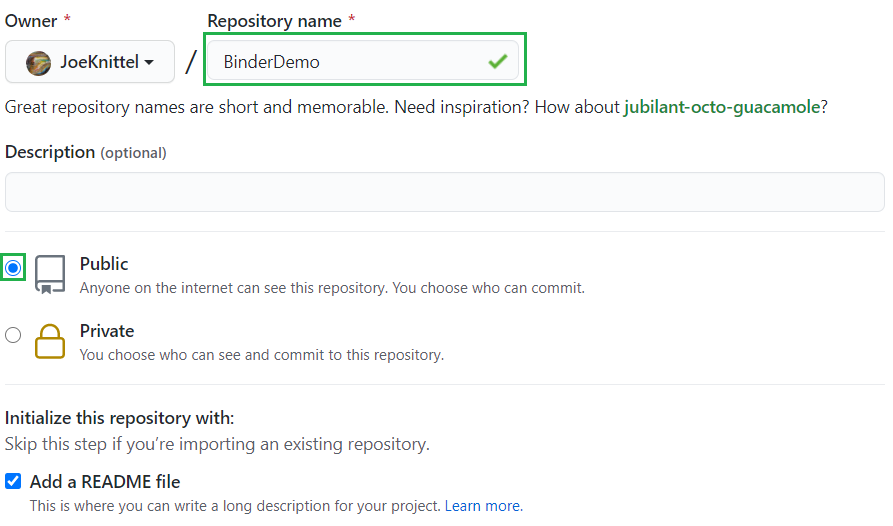 Owner * Repository name *
JoeKnittel / BinderDemo
Great repository names are short and memorable. Need inspiration? How about jubilant-octo-guacamole?
Description (optional)
Public
Anyone on the internet can see this repository. You choose who can commit.
Private
You choose who can see and commit to this repository.
Initialize this repository with:
Skip this step if you’re importing an existing repository.
Add a README file
This is where you can write a long description for your project. Learn more.